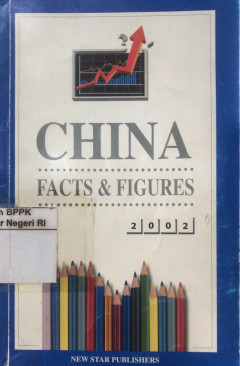 CHINA
FACTS & FIGURES
BPPK
Negeri RI
2002
NEW STAR PUBLISHERS